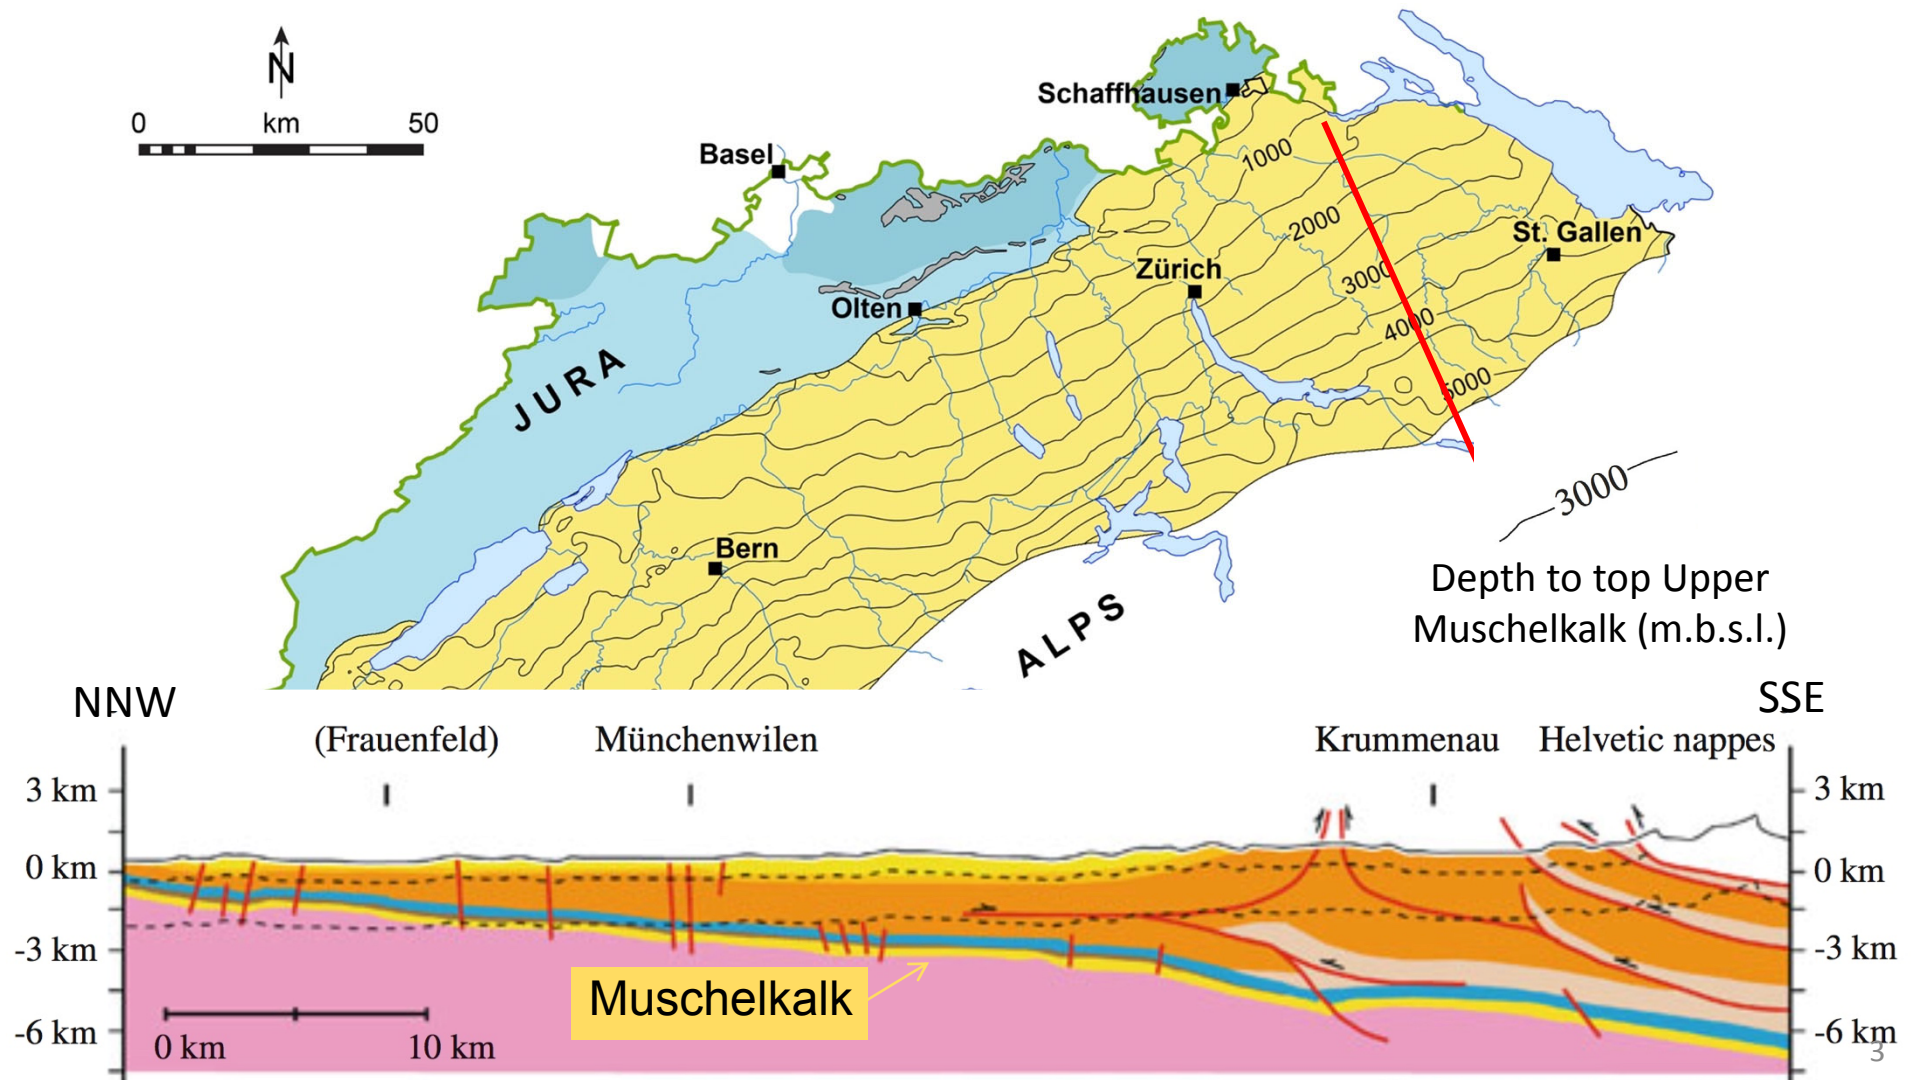 N
0 km 50
Schaffhausen
Basel
1000
2000
St. Gallen
Zürich
3000
Olten
4000
JURA
5000
3000
Bern
Depth to top Upper
Muschelkalk (m.b.s.l.)
ALPS
NNW
SSE
(Frauenfeld)
Münchenwilen
Krummenau
Helvetic nappes
3 km
3 km
0 km
0 km
-3 km
-3 km
Muschelkalk
-6 km
-6 km
0 km
10 km
3